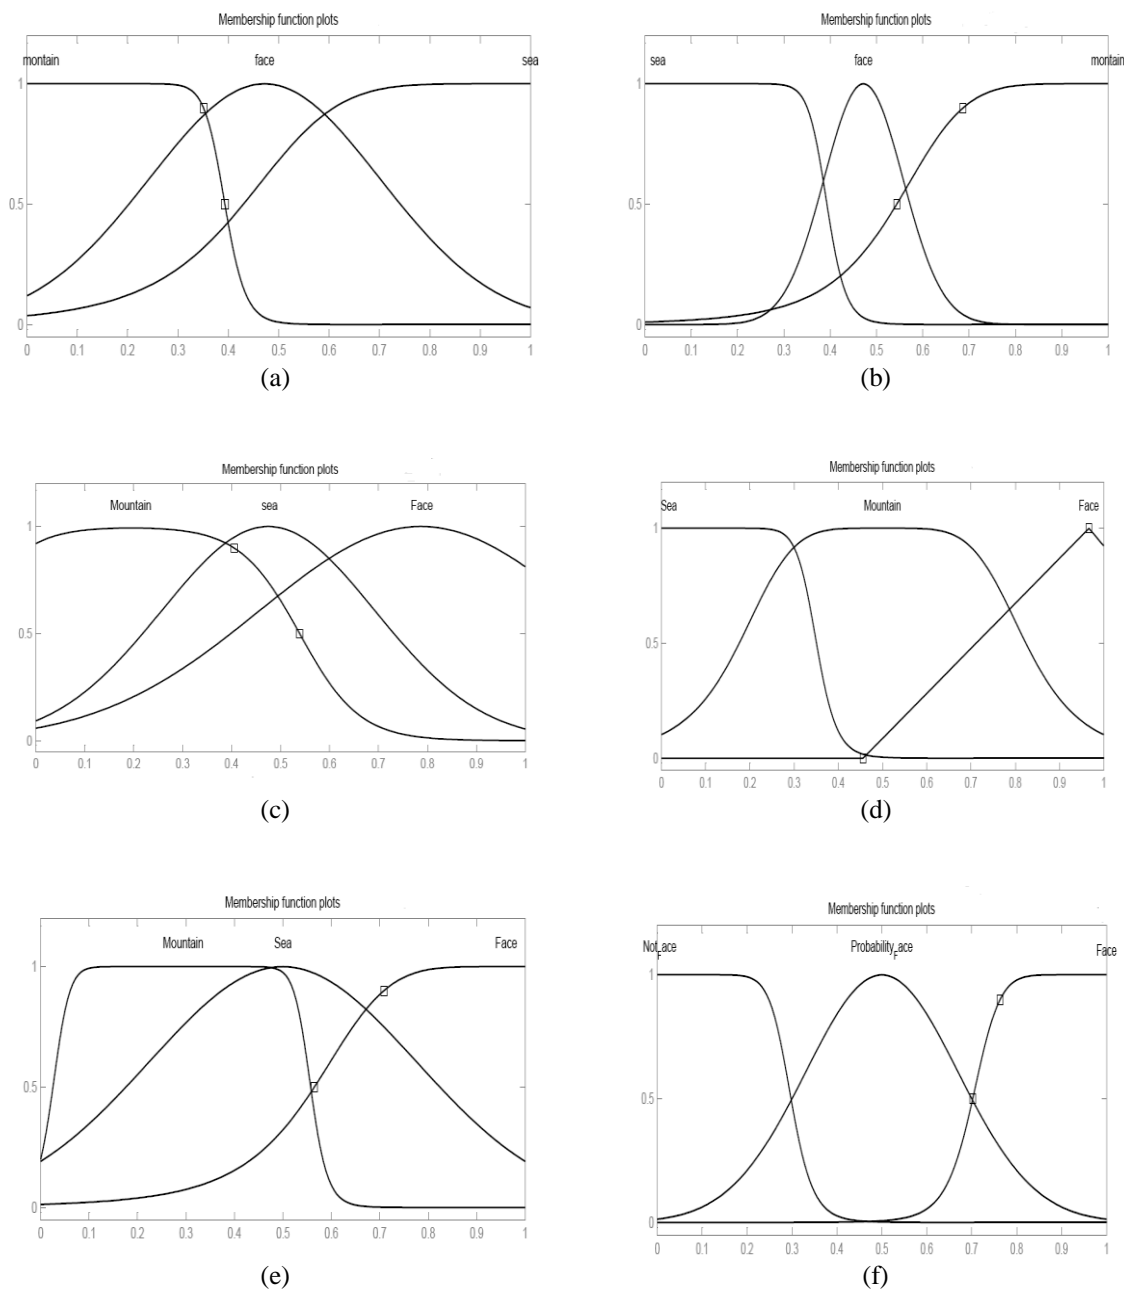 Membership function plots
montain face sea
1
0.5
0
0 0.1 0.2 0.3 0.4 0.5 0.6 0.7 0.8 0.9 1
(a)
Membership function plots
sea face montain
1
0.5
0
0 0.1 0.2 0.3 0.4 0.5 0.6 0.7 0.8 0.9 1
(b)
Membership function plots
Mountain sea Face
1
0.5
0
0 0.1 0.2 0.3 0.4 0.5 0.6 0.7 0.8 0.9 1
(c)
Membership function plots
Sea Mountain Face
1
0.5
0
0 0.1 0.2 0.3 0.4 0.5 0.6 0.7 0.8 0.9 1
(d)
Membership function plots
Mountain Sea Face
1
0.5
0
0 0.1 0.2 0.3 0.4 0.5 0.6 0.7 0.8 0.9 1
(e)
Membership function plots
Not_Face Probability_Face Face
1
0.5
0
0 0.1 0.2 0.3 0.4 0.5 0.6 0.7 0.8 0.9 1
(f)